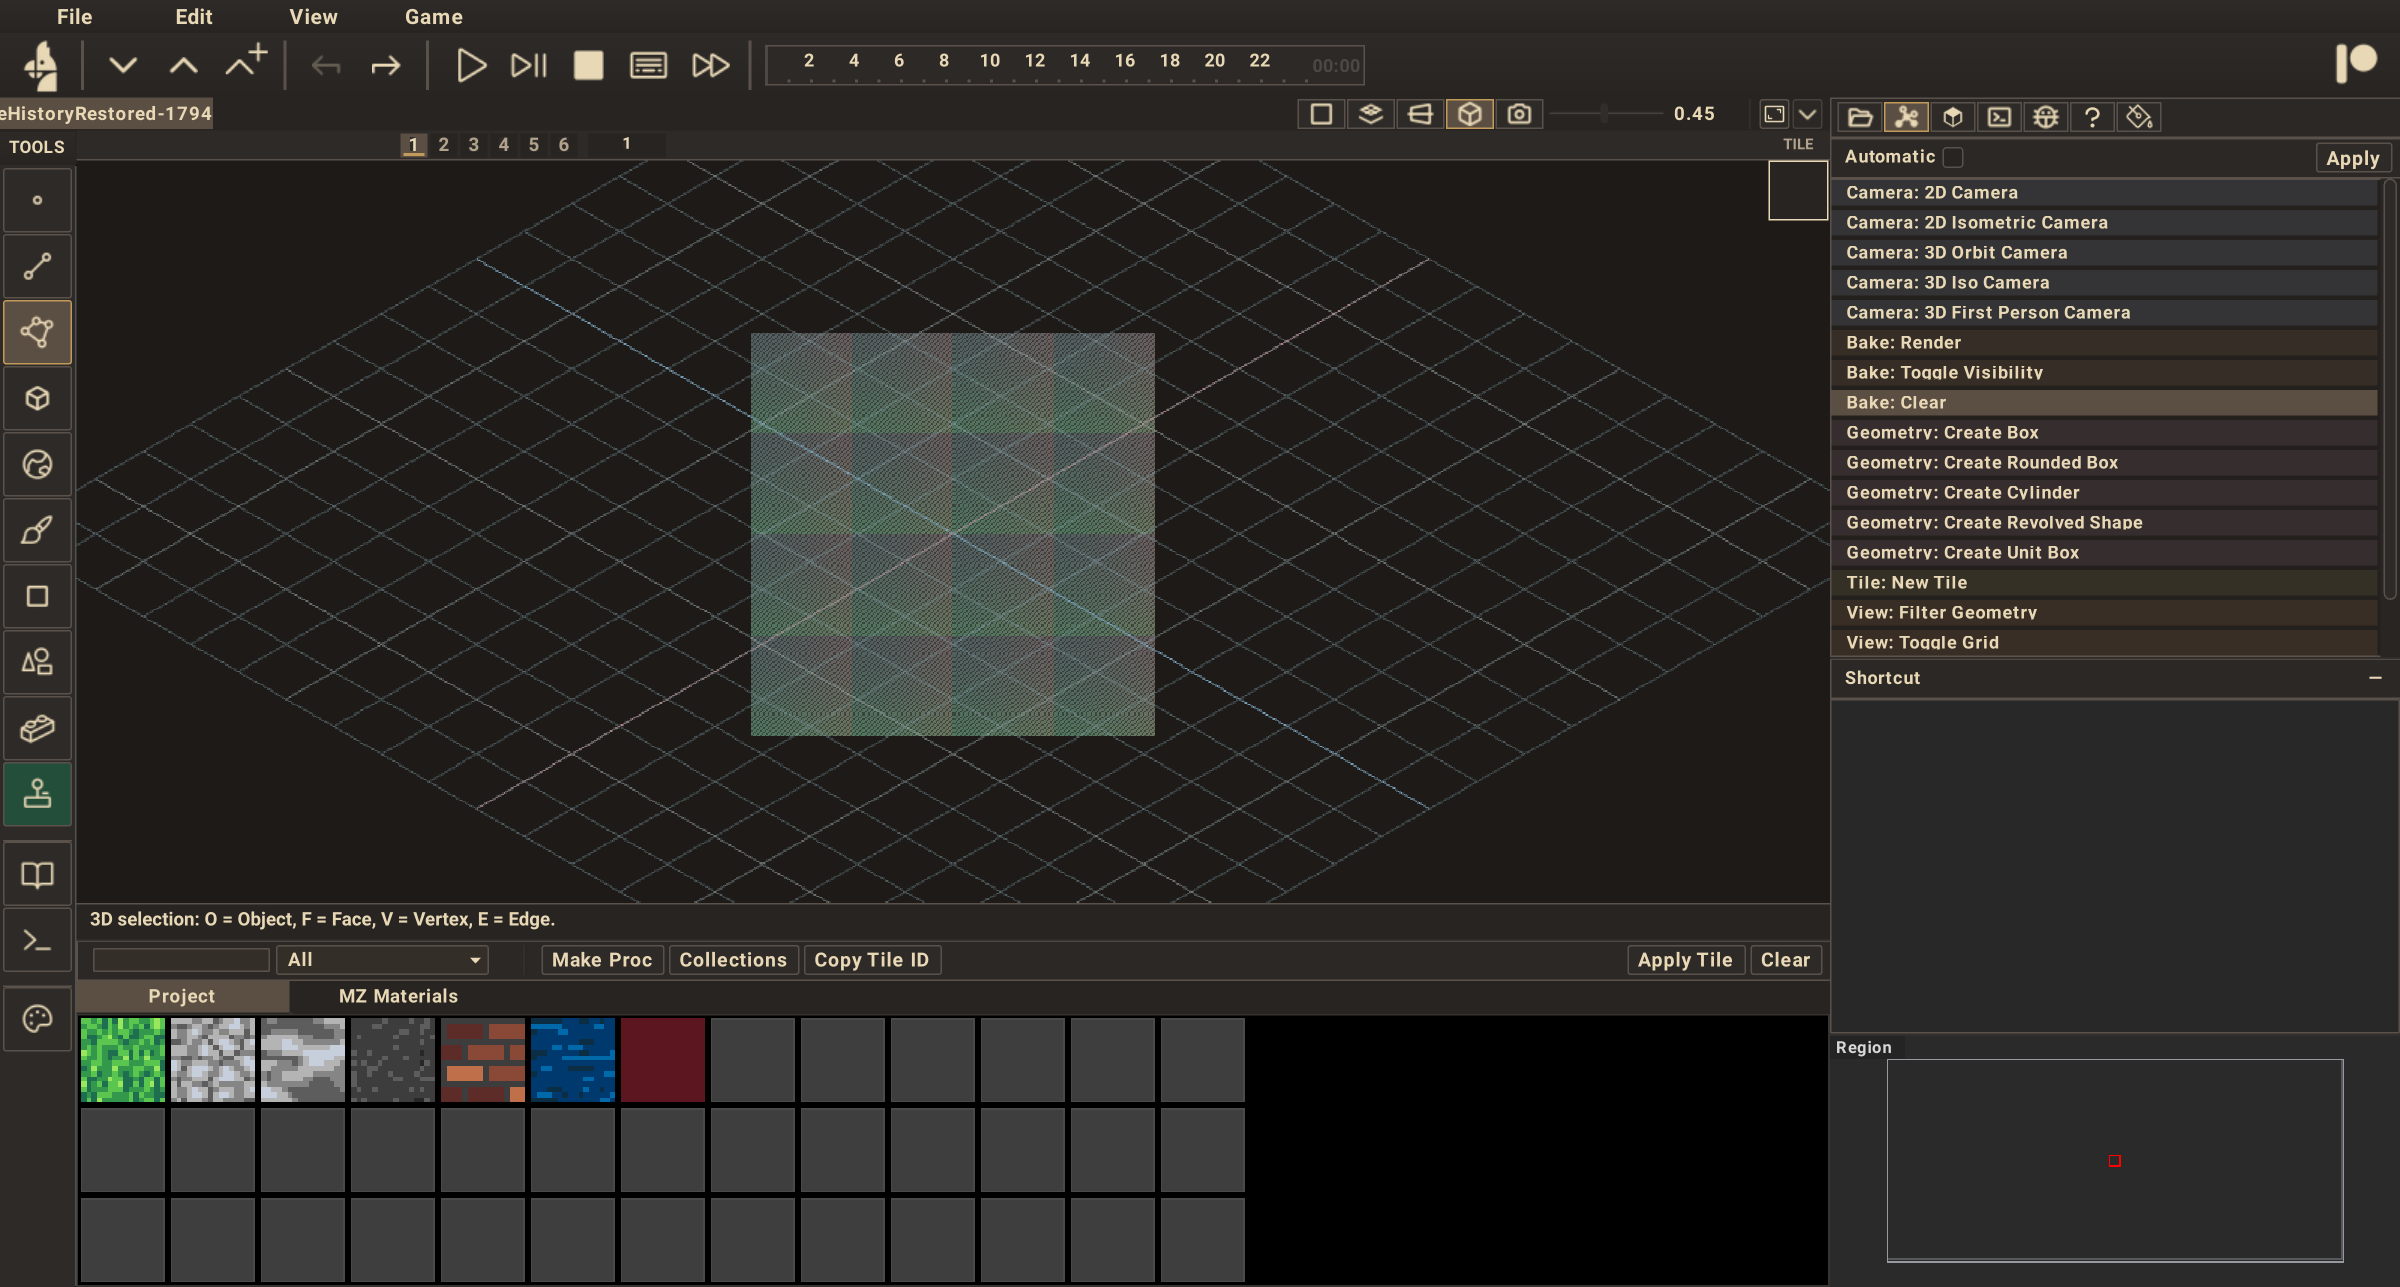 File Edit View Game
2 4 6 8 10 12 14 16 18 20 22 00:00
eHistoryRestored-1794
0.45
TOOLS
1 2 3 4 5 6 1
TILE
Automatic Apply
Camera: 2D Camera
Camera: 2D Isometric Camera
Camera: 3D Orbit Camera
Camera: 3D Iso Camera
Camera: 3D First Person Camera
Bake: Render
Bake: Toggle Visibility
Bake: Clear
Geometry: Create Box
Geometry: Create Rounded Box
Geometry: Create Cylinder
Geometry: Create Revolved Shape
Geometry: Create Unit Box
Tile: New Tile
View: Filter Geometry
View: Toggle Grid
Shortcut
3D selection: O = Object, F = Face, V = Vertex, E = Edge.
All Make Proc Collections Copy Tile ID Apply Tile Clear
Project MZ Materials
Region